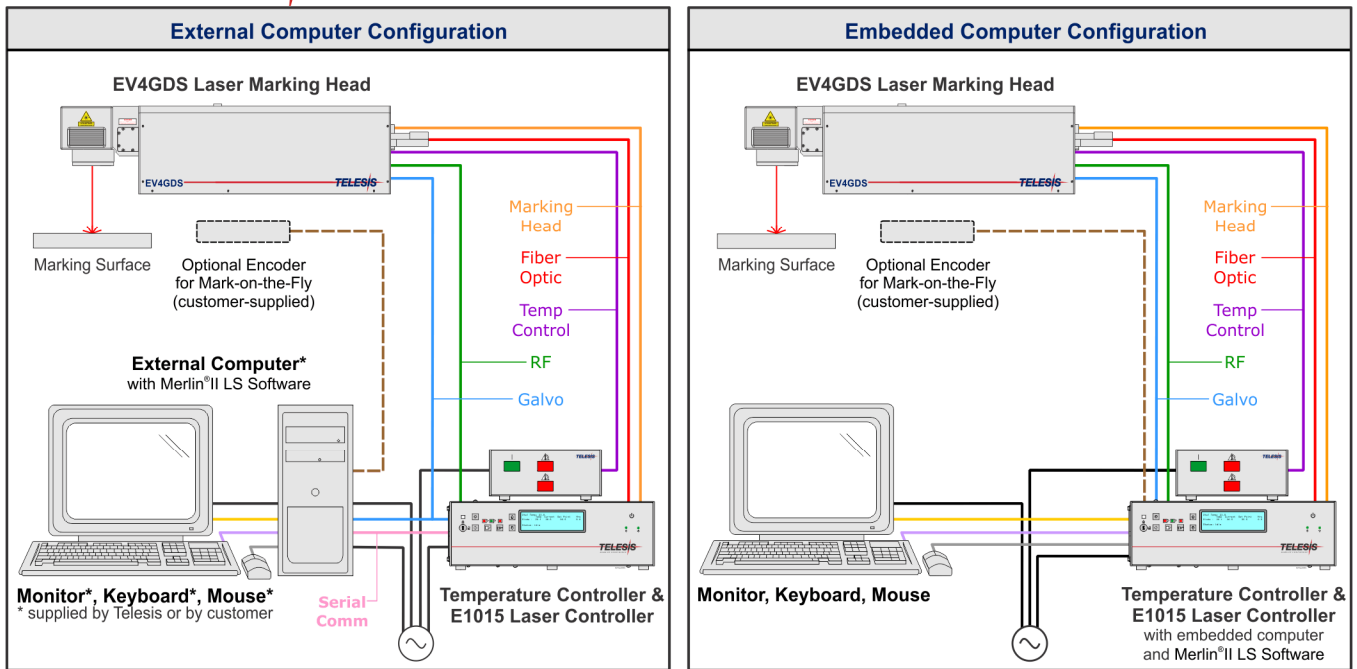 External Computer Configuration
EV4GDS Laser Marking Head
EV4GDS
TELESIS
Marking Surface
Optional Encoder
for Mark-on-the-Fly
(customer-supplied)
Marking
Head
Fiber
Optic
Temp
Control
RF
Galvo
External Computer*
with Merlin®II LS Software
TELESIS
TELESIS
Monitor*, Keyboard*, Mouse*
* supplied by Telesis or by customer
Serial
Comm
Temperature Controller &
E1015 Laser Controller
Embedded Computer Configuration
EV4GDS Laser Marking Head
EV4GDS
TELESIS
Marking Surface
Optional Encoder
for Mark-on-the-Fly
(customer-supplied)
Marking
Head
Fiber
Optic
Temp
Control
RF
Galvo
TELESIS
TELESIS
Monitor, Keyboard, Mouse
Temperature Controller &
E1015 Laser Controller
with embedded computer
and Merlin®II LS Software